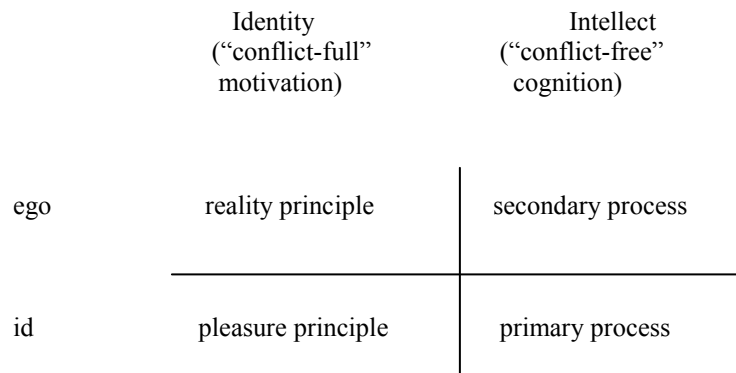 Identity Intellect
(“conflict-full” (“conflict-free”
motivation) cognition)
ego reality principle secondary process
id pleasure principle primary process